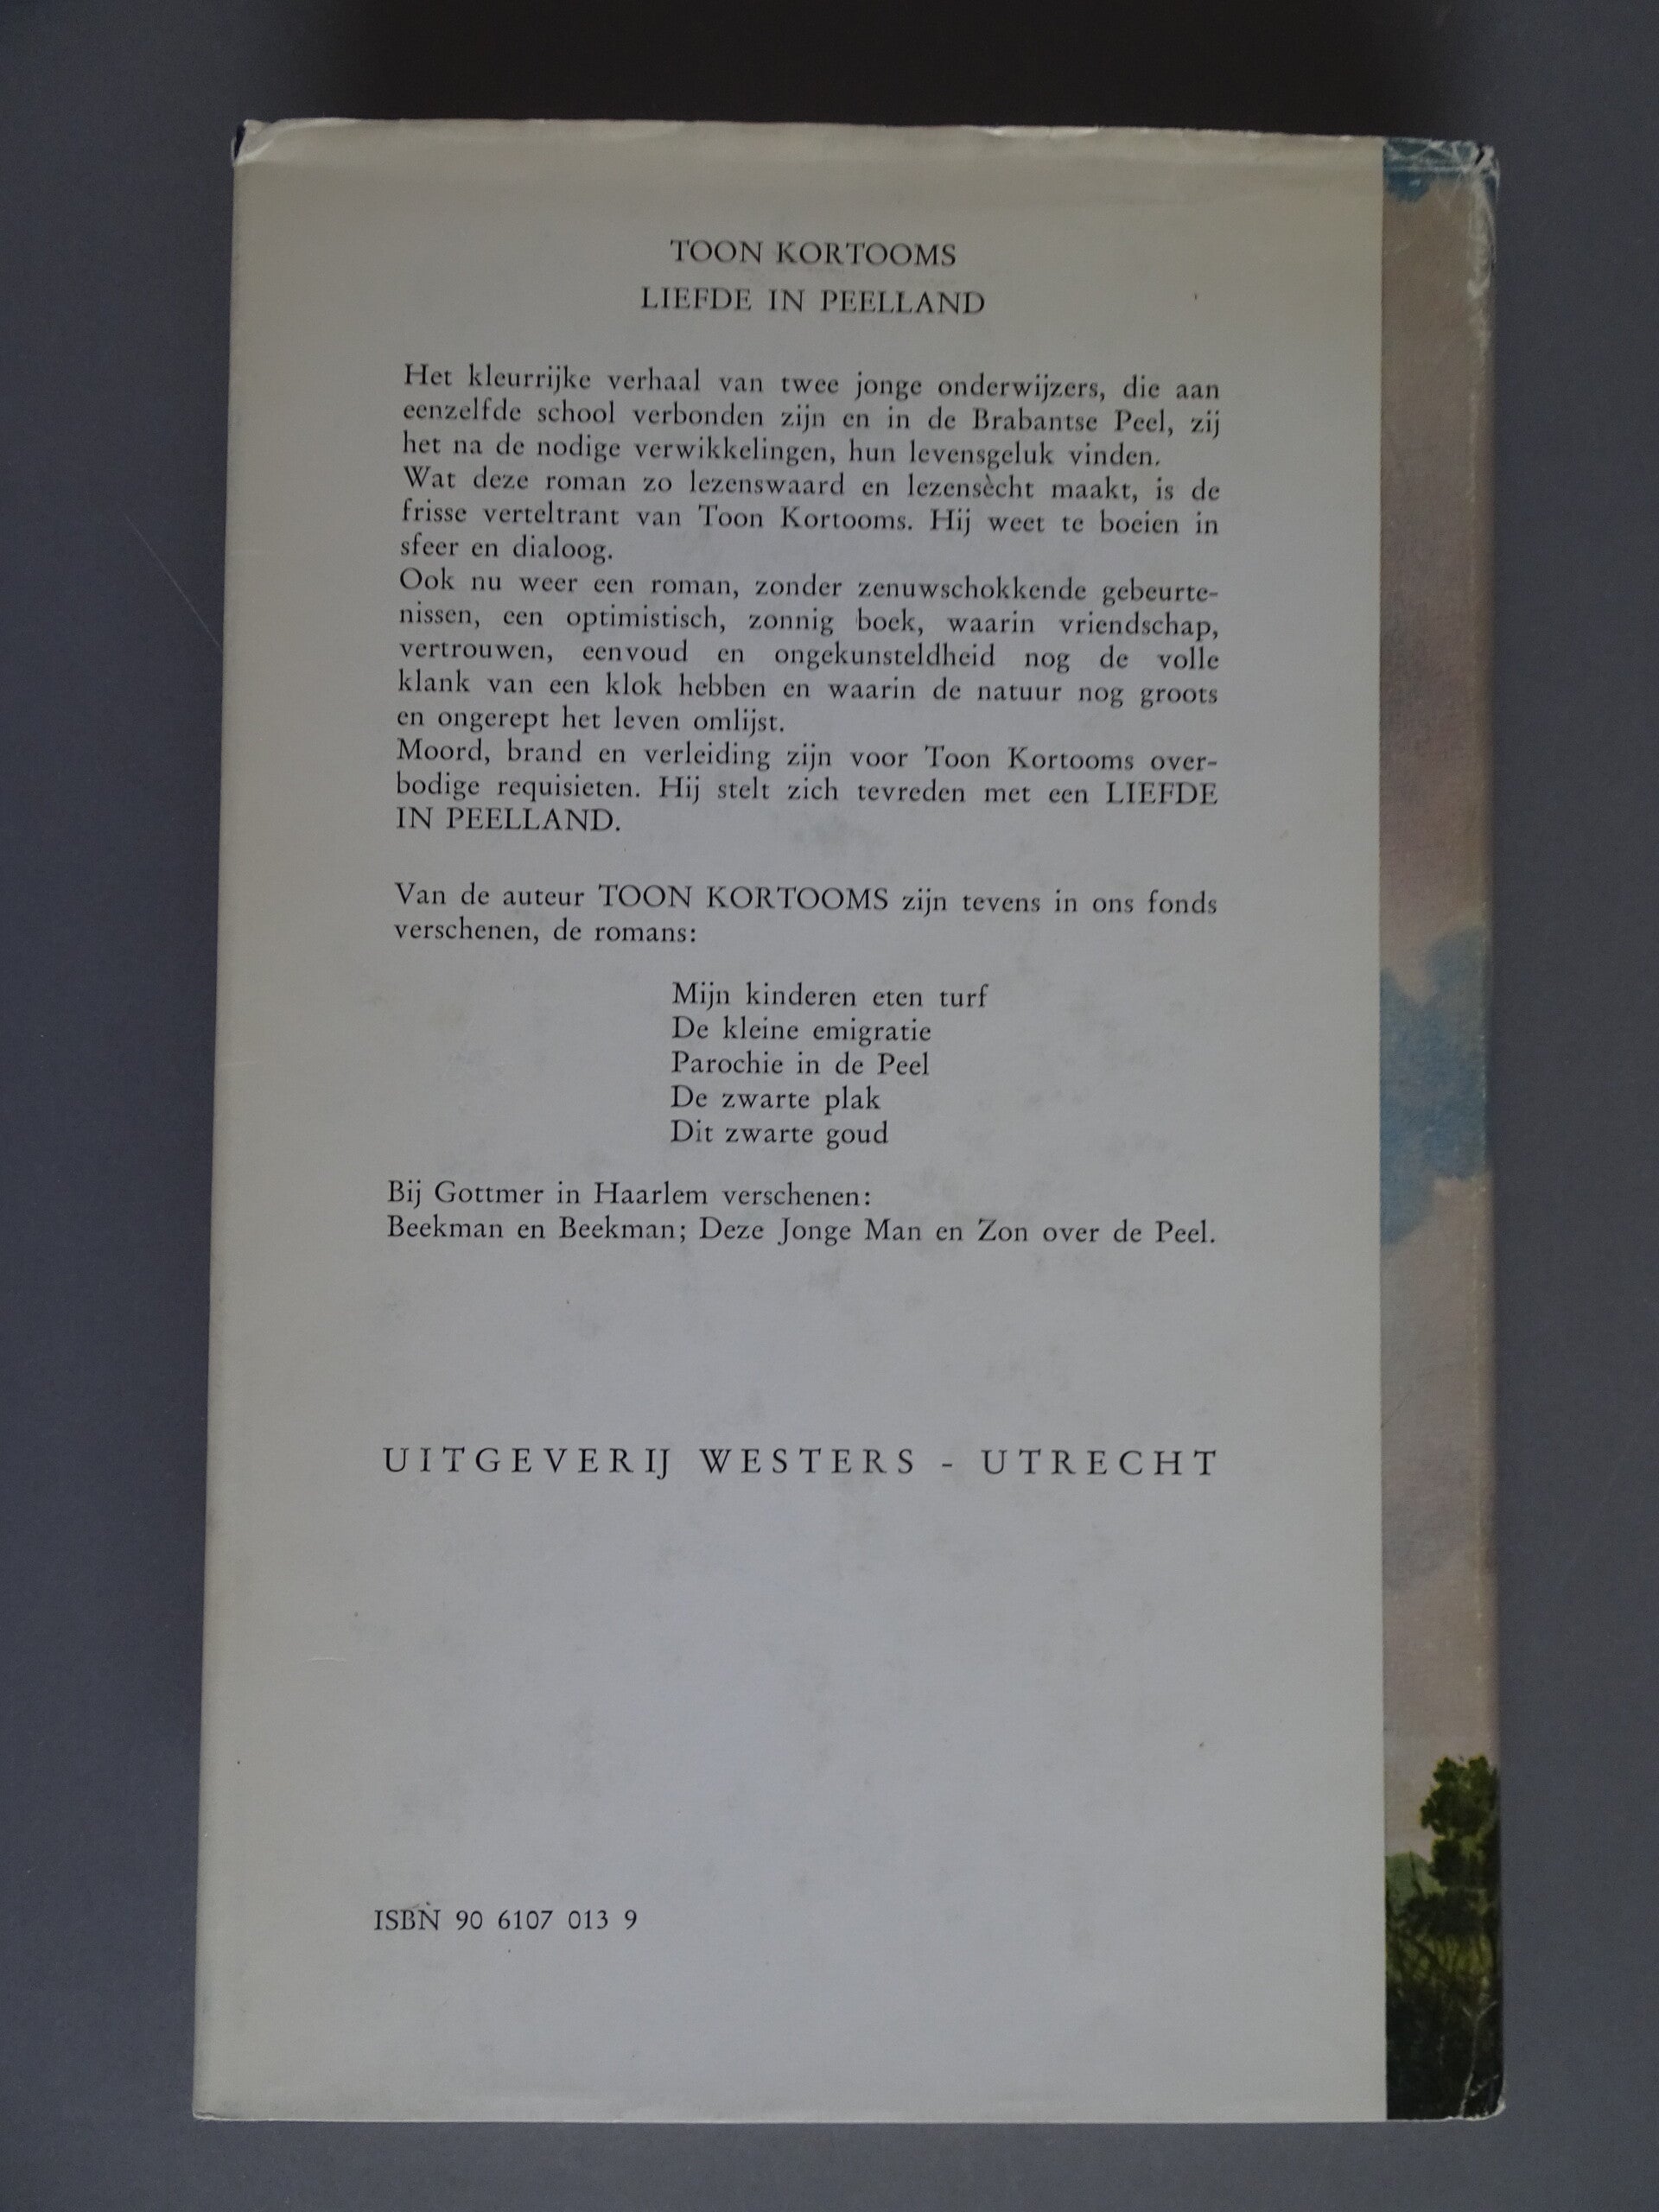 TOON KORTOOMS
LIEFDE IN PEELLAND
Het kleurrijke verhaal van twee jonge onderwijzers, die aan
eenzelfde school verbonden zijn en in de Brabantse Peel, zij
het na de nodige verwikkelingen, hun levensgeluk vinden.
Wat deze roman zo lezenswaard en lezensècht maakt, is de
frisse verteltrant van Toon Kortooms. Hij weet te boeien in
sfeer en dialoog.
Ook nu weer een roman, zonder zenuwschokkende gebeurte-
nissen, een optimistisch, zonnig boek, waarin vriendschap,
vertrouwen, eenvoud en ongekunsteldheid nog de volle
klank van een klok hebben en waarin de natuur nog groots
en ongerept het leven omlijst.
Moord, brand en verleiding zijn voor Toon Kortooms over-
bodige requisieten. Hij stelt zich tevreden met een LIEFDE
IN PEELLAND.
Van de auteur TOON KORTOOMS zijn tevens in ons fonds
verschenen, de romans:
Mijn kinderen eten turf
De kleine emigratie
Parochie in de Peel
De zwarte plak
Dit zwarte goud
Bij Gottmer in Haarlem verschenen:
Beekman en Beekman; Deze Jonge Man en Zon over de Peel.
UITGEVERIJ WESTERS - UTRECHT
ISBN 90 6107 013 9